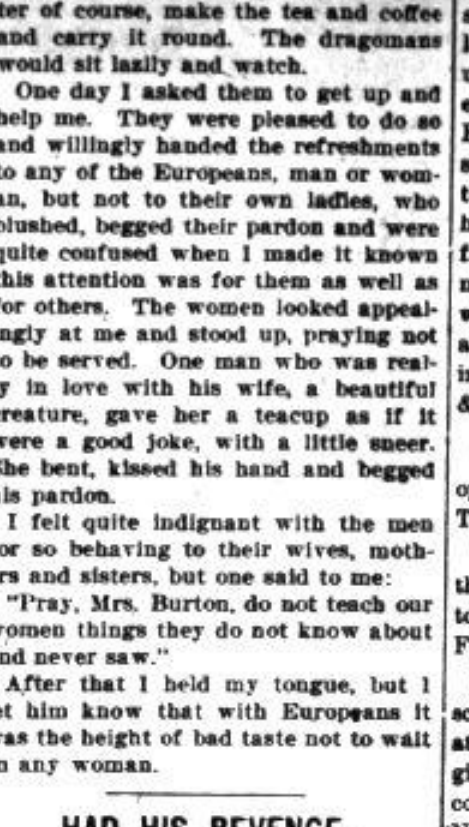 ter of course, make the tea and coffee
and carry it round. The dragomans
would sit lazily and watch.
One day I asked them to get up and
help me. They were pleased to do so
and willingly handed the refreshments
to any of the Europeans, man or wom-
an, but not to their own ladies, who
blushed, begged their pardon and were
quite confused when I made it known
this attention was for them as well as
for others. The women looked appeal-
ngly at me and stood up, praying not
to be served. One man who was real-
y in love with his wife, a beautiful
creature, gave her a teacup as if it
were a good joke, with a little sneer.
She bent, kissed his hand and begged
his pardon.
I felt quite indignant with the men
or so behaving to their wives, moth-
rs and sisters, but one said to me:
"Pray, Mrs. Burton, do not teach our
women things they do not know about
nd never saw."
After that I held my tongue, but I
et him know that with Europeans it
was the height of bad taste not to wait
n any woman.
HAD HIS REVENGE.